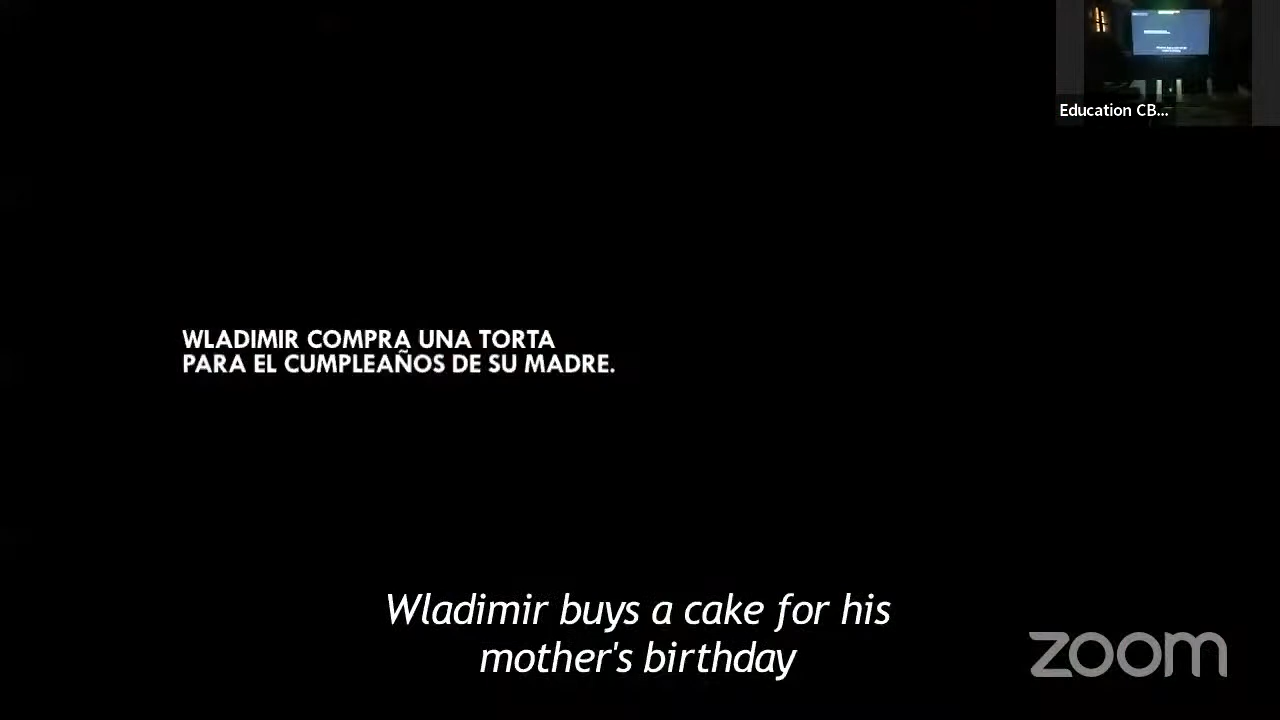 Education CB...
WLADIMIR COMPRA UNA TORTA
PARA EL CUMPLEAÑOS DE SU MADRE.
Wladimir buys a cake for his
mother's birthday
zoom